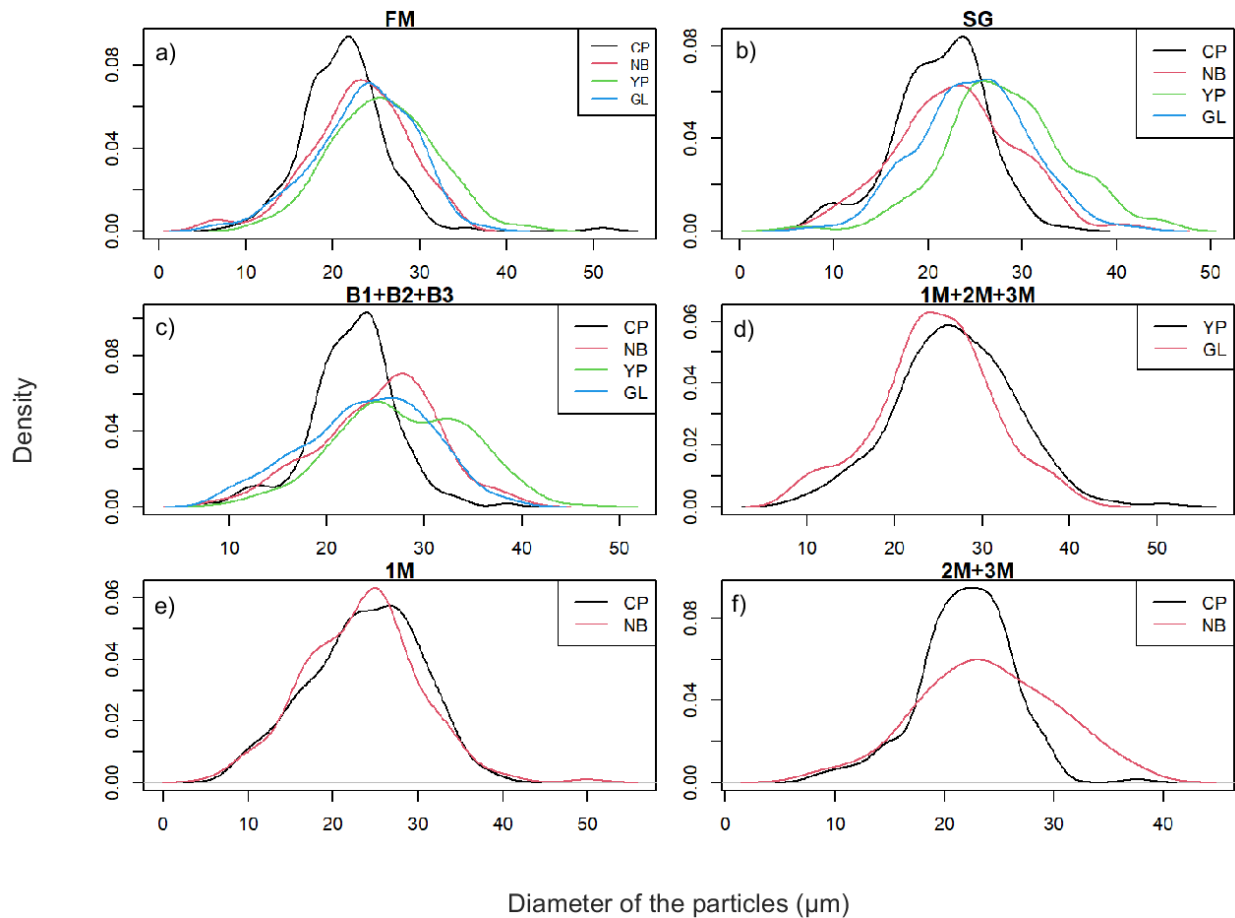 FM
a)
CP
NB
YP
GL
0.00
0.04
0.08
0
10
20
30
40
50
SG
b)
CP
NB
YP
GL
0.00
0.04
0.08
0
10
20
30
40
50
B1+B2+B3
c)
CP
NB
YP
GL
0.00
0.04
0.08
10
20
30
40
50
1M+2M+3M
d)
YP
GL
0.00
0.02
0.04
0.06
10
20
30
40
50
1M
e)
CP
NB
0.00
0.02
0.04
0.06
0
10
20
30
40
50
2M+3M
f)
CP
NB
0.00
0.04
0.08
0
10
20
30
40
Density
Diameter of the particles (µm)